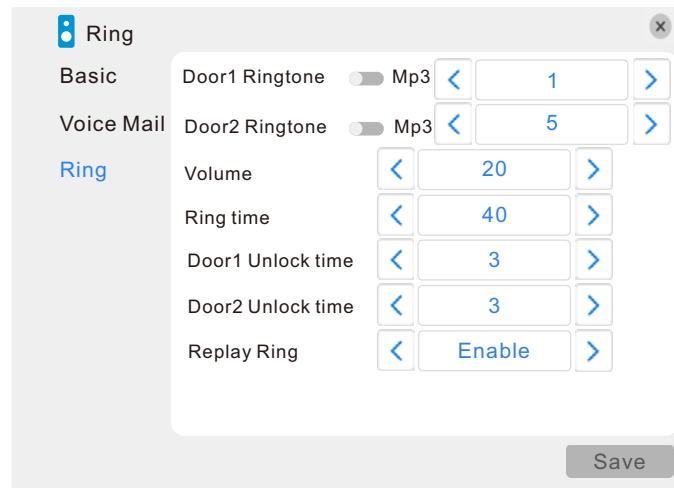 Ring
x
Basic
Door1 Ringtone Mp3 1
Voice Mail
Door2 Ringtone Mp3 5
Ring
Volume 20
Ring time 40
Door1 Unlock time 3
Door2 Unlock time 3
Replay Ring Enable
Save